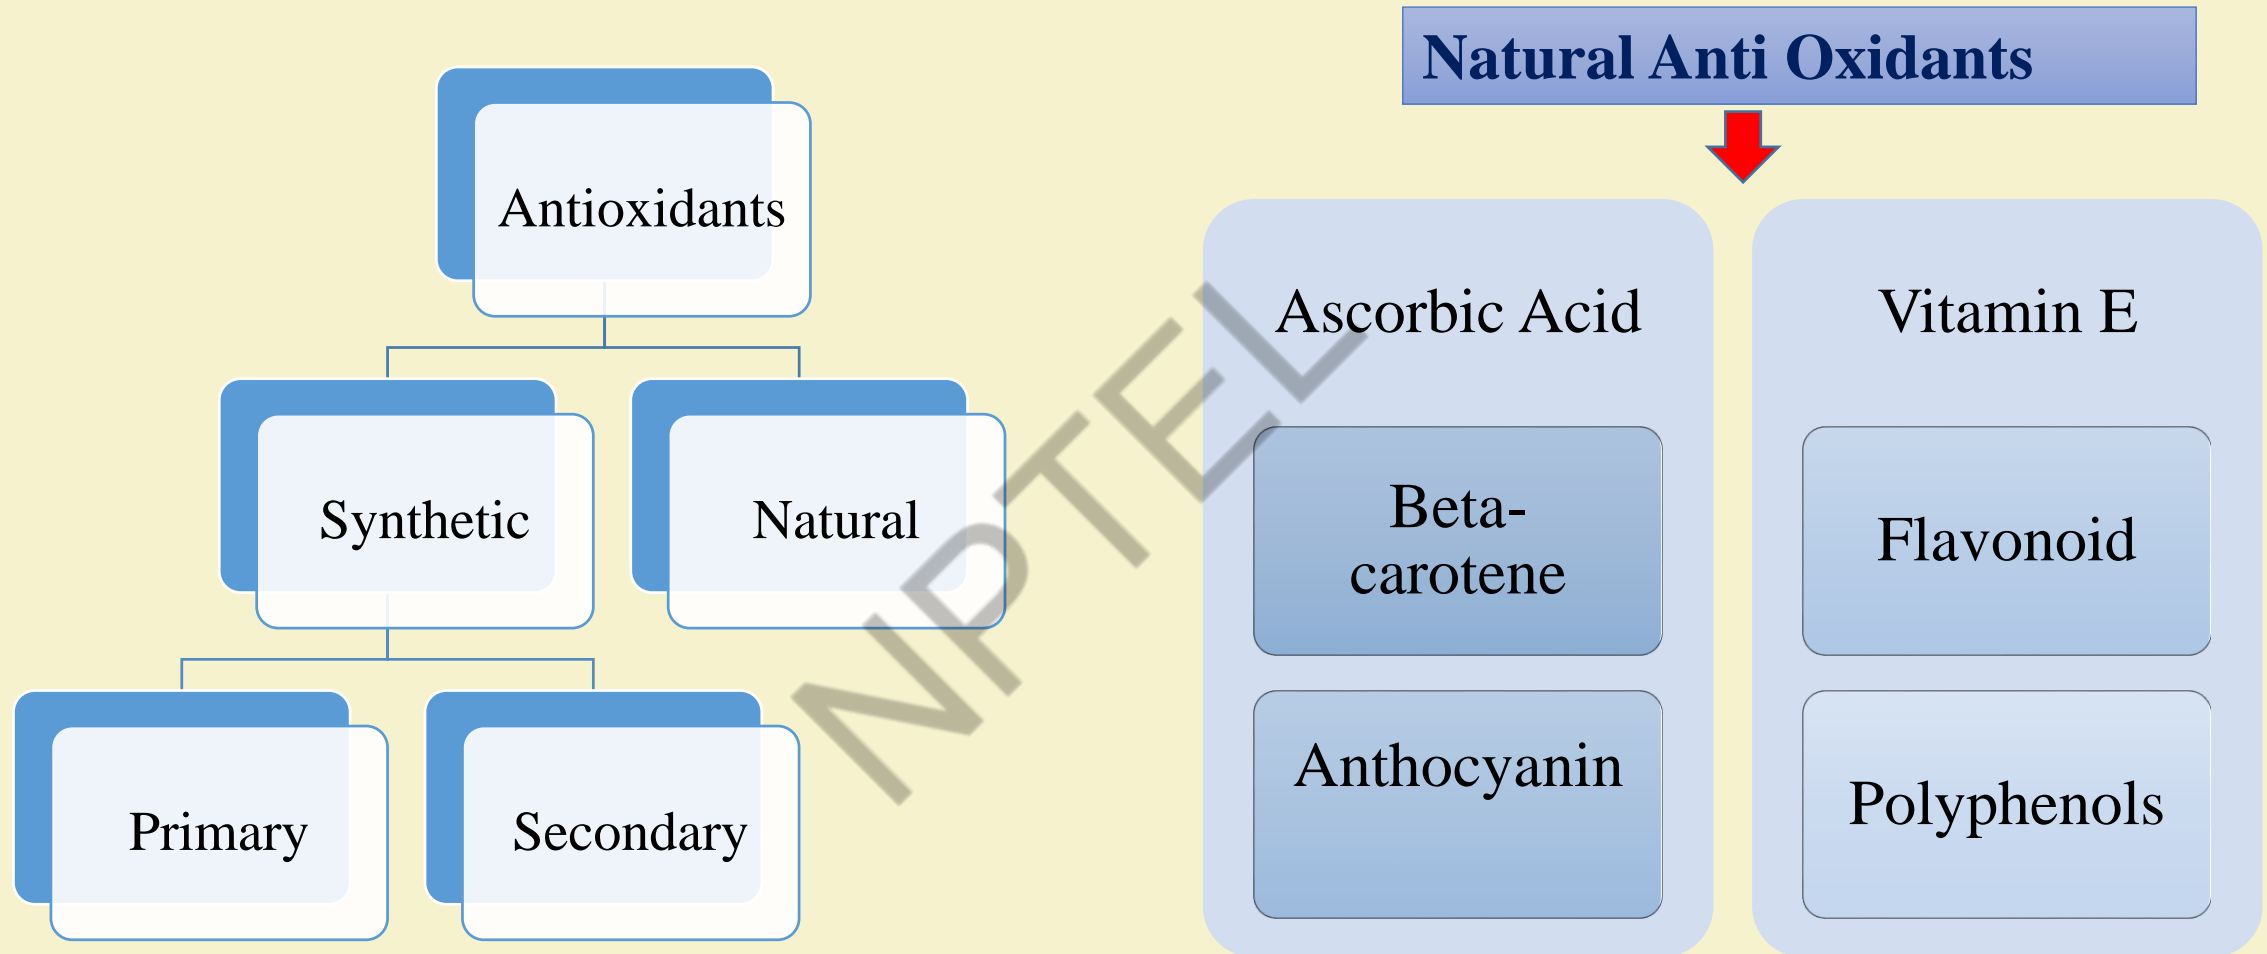 Antioxidants
Synthetic
Natural
Primary
Secondary
Natural Anti Oxidants
Ascorbic Acid
Beta-
carotene
Anthocyanin
Vitamin E
Flavonoid
Polyphenols
NPTEL